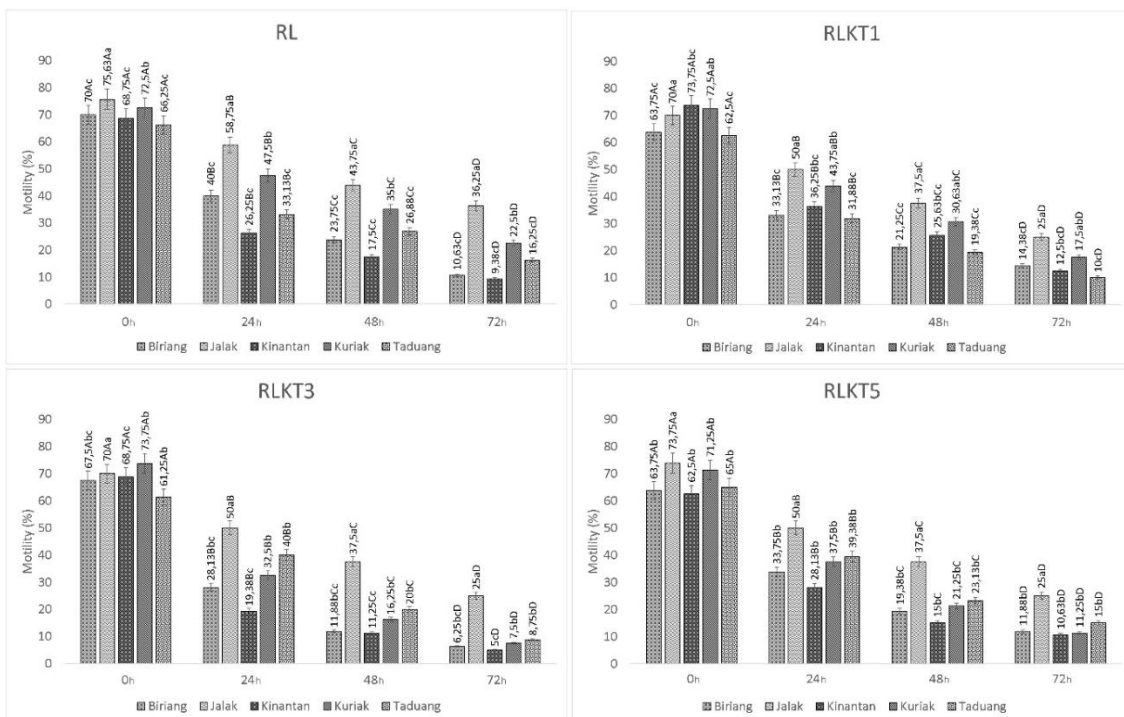 RL
Motility (%)
90
80
70
60
50
40
30
20
10
0
70Ac
75,63Aa
68,75Ac
72,5Ab
66,25Ac
40Bc
58,75aB
26,25Bc
47,5Bb
33,13Bc
23,75Cc
43,75aC
17,5Cc
35bC
26,88Cc
10,63cD
36,25aD
9,38cD
22,5bD
16,25cD
0h 24h 48h 72h
Biriang Jalak Kinantan Kuriak Taduang
RLKT1
Motility (%)
90
80
70
60
50
40
30
20
10
0
63,75Ac
70Aa
73,75Abc
72,5Aab
62,5Ac
33,13Bc
50aB
36,25Bbc
43,75aBb
31,88Bc
21,25Cc
37,5aC
25,63bCc
30,63abC
19,38Cc
14,38cD
25aD
12,5bcD
17,5abD
10cD
0h 24h 48h 72h
Biriang Jalak Kinantan Kuriak Taduang
RLKT3
Motility (%)
90
80
70
60
50
40
30
20
10
0
67,5Abc
70Aa
68,75Ac
73,75Ab
61,25Ab
28,13Bbc
50aB
19,38Bc
32,5Bb
40Bb
11,88bCc
37,5aC
11,25Cc
16,25bC
20bC
6,25bcD
25aD
5cD
7,5bD
8,75bD
0h 24h 48h 72h
Biriang Jalak Kinantan Kuriak Taduang
RLKT5
Motility (%)
90
80
70
60
50
40
30
20
10
0
63,75Ab
73,75Aa
62,5Ab
71,25Ab
65Ab
33,75Bb
50aB
28,13Bb
37,5Bb
39,38Bb
19,38bC
37,5aC
15bC
21,25bC
23,13bC
11,88bD
25aD
10,63bD
11,25bD
15bD
0h 24h 48h 72h
Biriang Jalak Kinantan Kuriak Taduang